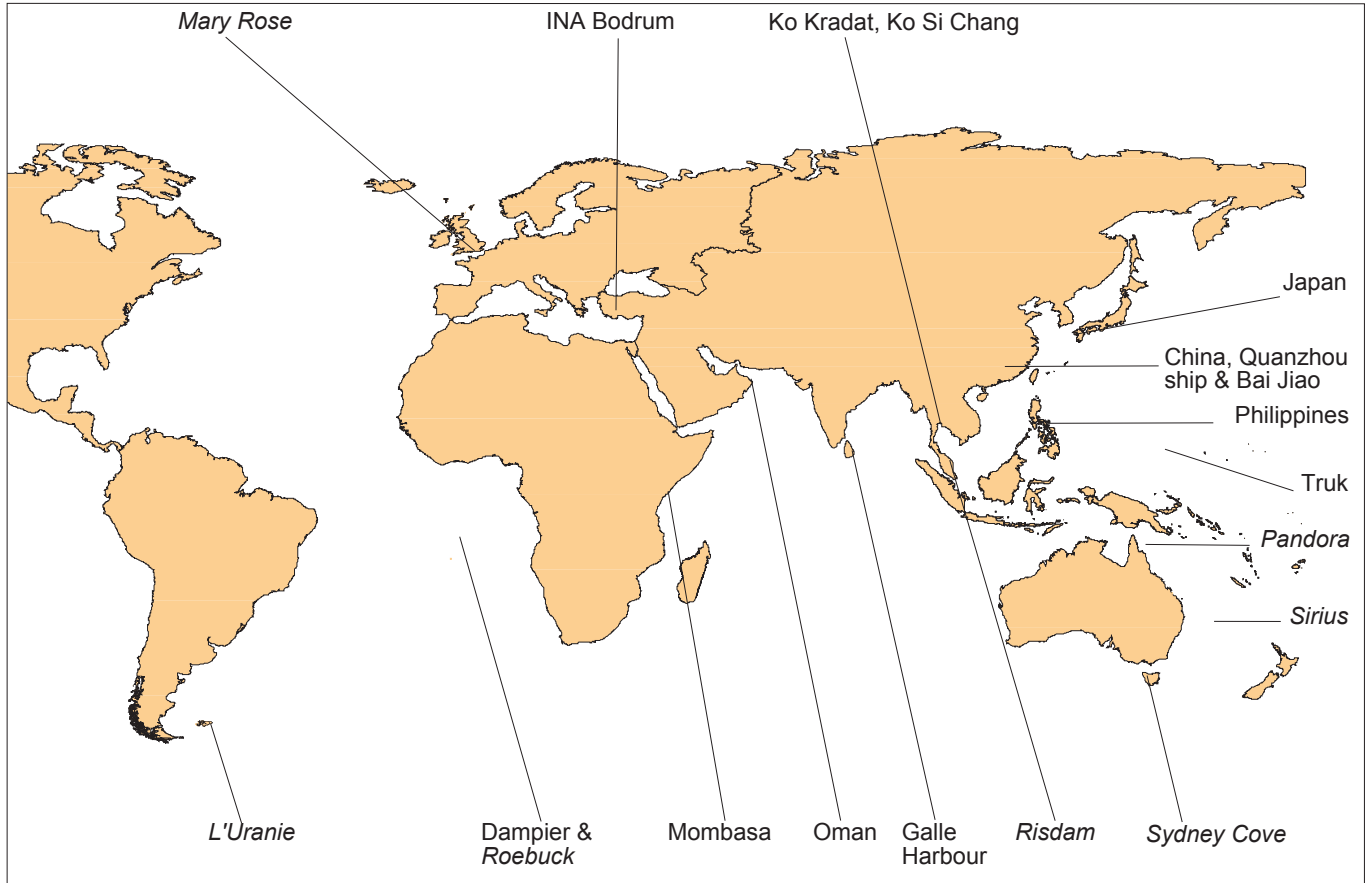 Mary Rose
INA Bodrum
Ko Kradat, Ko Si Chang
Japan
China, Quanzhou
ship & Bai Jiao
Philippines
Truk
Pandora
Sirius
L'Uranie
Dampier &
Roebuck
Mombasa
Oman
Galle
Harbour
Risdam
Sydney Cove